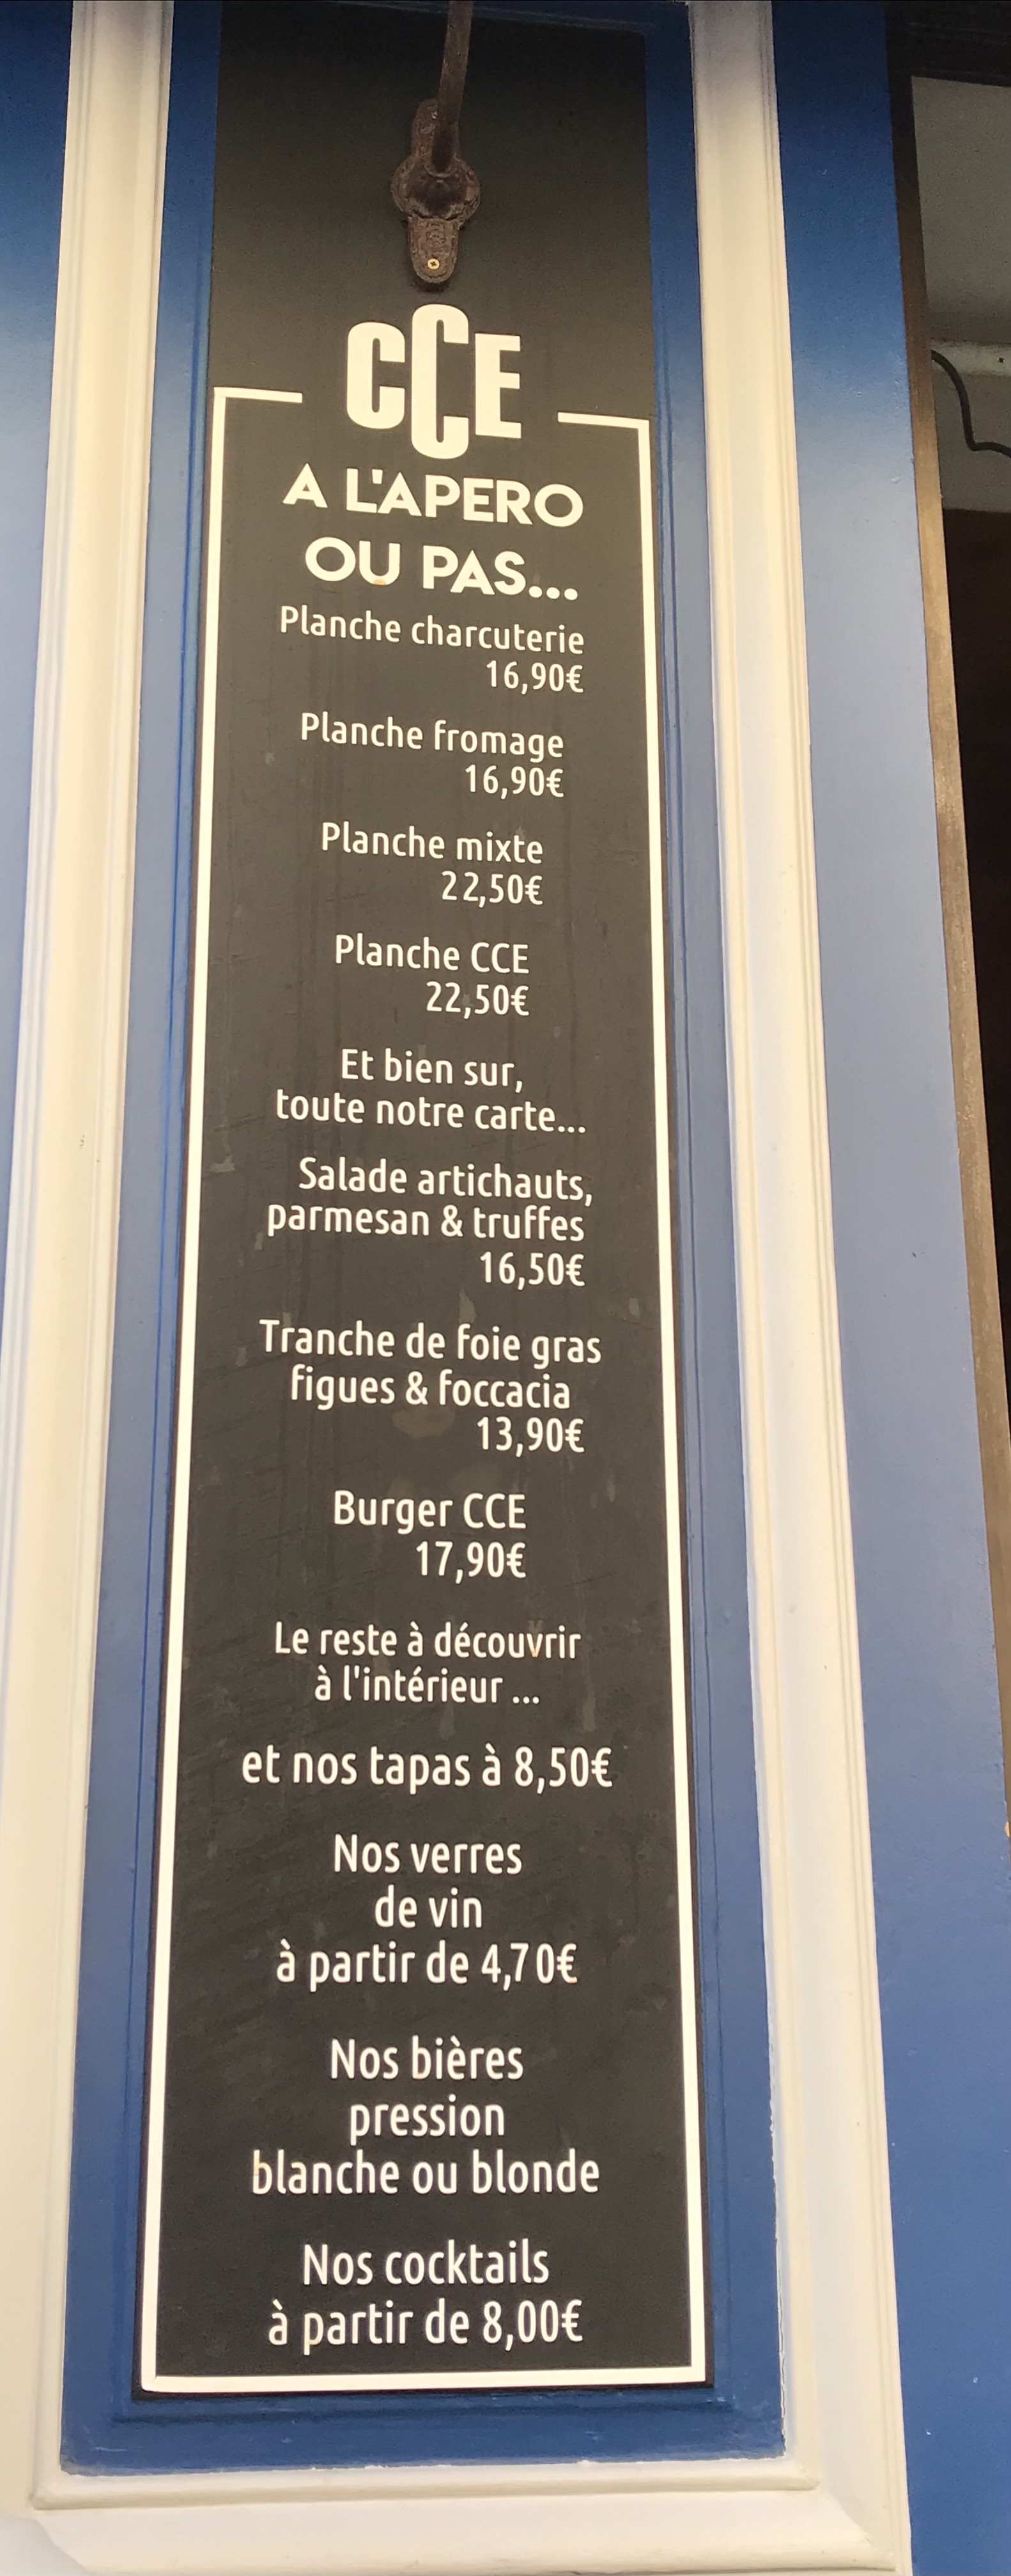 CCE
A L'APERO
OU PAS...
Planche charcuterie
16,90€
Planche fromage
16,90€
Planche mixte
22,50€
Planche CCE
22,50€
Et bien sur,
toute notre carte...
Salade artichauts,
parmesan & truffes
16,50€
Tranche de foie gras
figues & foccacia
13,90€
Burger CCE
17,90€
Le reste à découvrir
à l'intérieur ...
et nos tapas à 8,50€
Nos verres
de vin
à partir de 4,70€
Nos bières
pression
blanche ou blonde
Nos cocktails
à partir de 8,00€